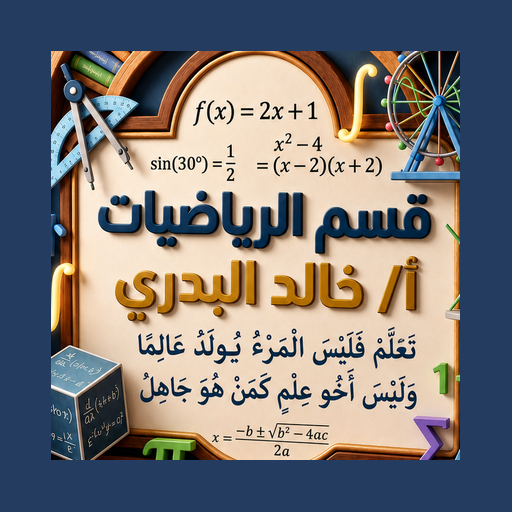 f(x) = 2x + 1
x² − 4
sin(30°) = 1/2 = (x − 2)(x + 2)
قسم الرياضيات
أ/ خالد البدري
تَعَلَّمْ فَلَيْسَ الْمَرْءُ يُولَدُ عَالِمًا
وَلَيْسَ أَخُو عِلْمٍ كَمَنْ هُوَ جَاهِلُ
x = (−b ± √(b² − 4ac)) / 2a
1
Σ
π